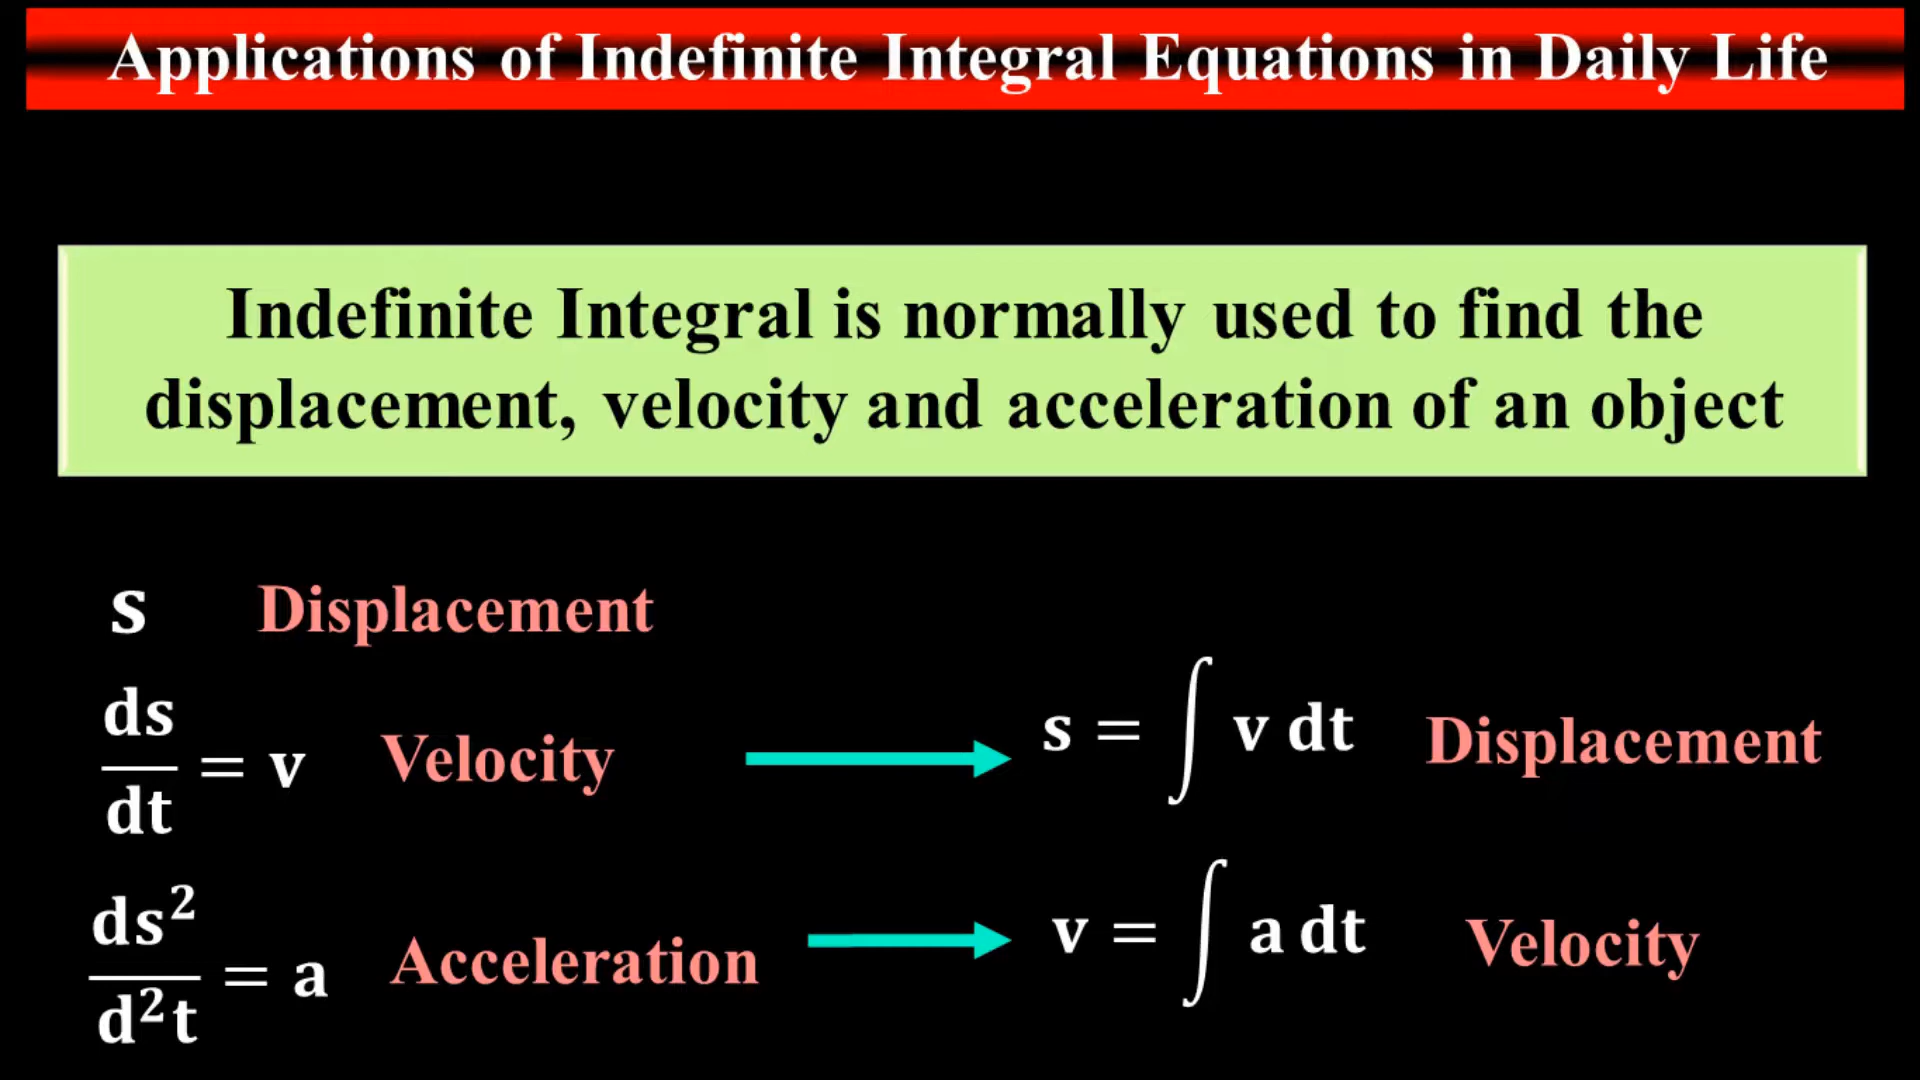 Applications of Indefinite Integral Equations in Daily Life
Indefinite Integral is normally used to find the
displacement, velocity and acceleration of an object
s Displacement
ds/dt = v Velocity → s = ∫ v dt Displacement
ds²/d²t = a Acceleration → v = ∫ a dt Velocity